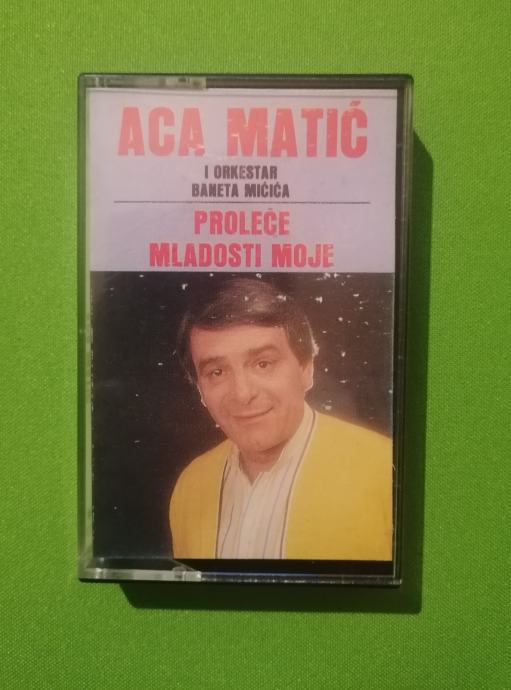 ACA MATIĆ
I ORKESTAR
BANETA MIĆIĆA
PROLEĆE
MLADOSTI MOJE